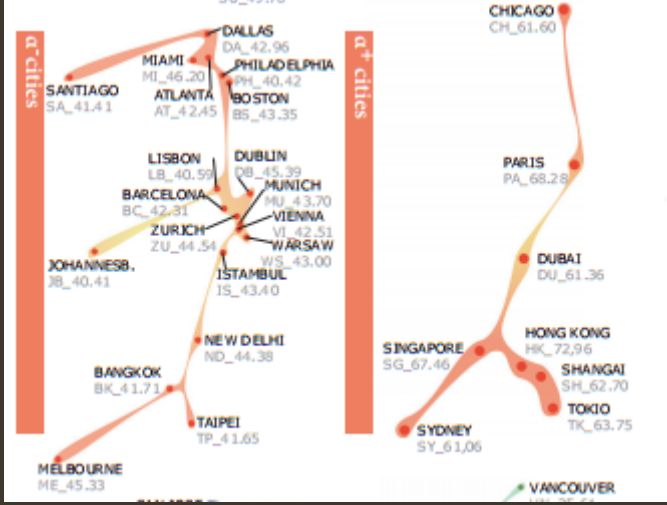 α⁻cities
DALLAS
DA_42.96
MIAMI
MI_46.20
PHILADELPHIA
PH_40.42
SANTIAGO
SA_41.41
ATLANTA
AT_42.45
BOSTON
BS_43.35
LISBON
LB_40.59
DUBLIN
DB_45.39
MUNICH
MU_43.70
BARCELONA
BC_42.31
VIENNA
VI_42.51
ZURICH
ZU_44.54
WARSAW
WS_43.00
JOHANNESB.
JB_40.41
ISTAMBUL
IS_43.40
NEW DELHI
ND_44.38
BANGKOK
BK_41.71
TAIPEI
TP_41.65
MELBOURNE
ME_45.33
α⁺ cities
CHICAGO
CH_61.60
PARIS
PA_68.28
DUBAI
DU_61.36
HONG KONG
HK_72,96
SINGAPORE
SG_67.46
SHANGAI
SH_62.70
TOKIO
TK_63.75
SYDNEY
SY_61,06
VANCOUVER